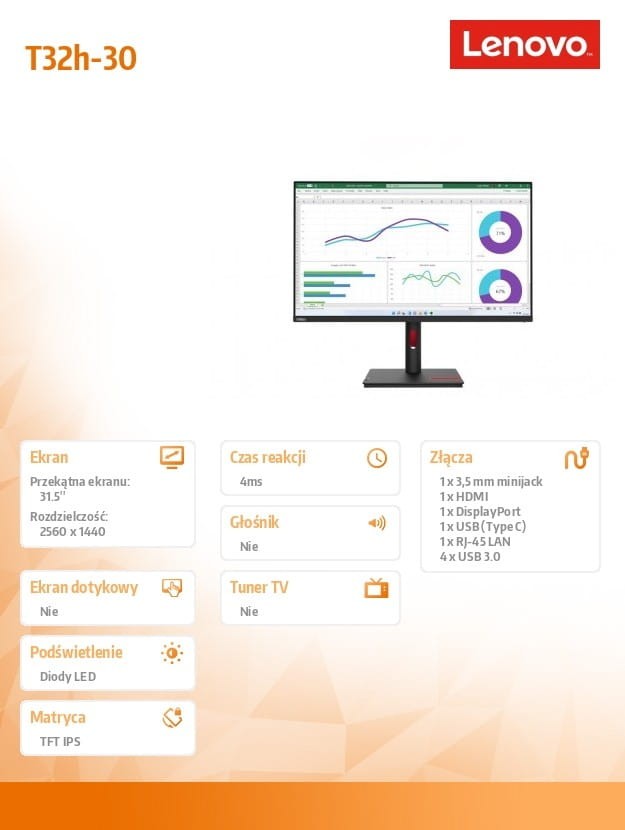 T32h-30
Lenovo
71%
67%
Ekran
Przekątna ekranu:
31.5"
Rozdzielczość:
2560 x 1440
Ekran dotykowy
Nie
Podświetlenie
Diody LED
Matryca
TFT IPS
Czas reakcji
4ms
Głośnik
Nie
Tuner TV
Nie
Złącza
1 x 3,5 mm minijack
1 x HDMI
1 x DisplayPort
1 x USB (Type C)
1 x RJ-45 LAN
4 x USB 3.0